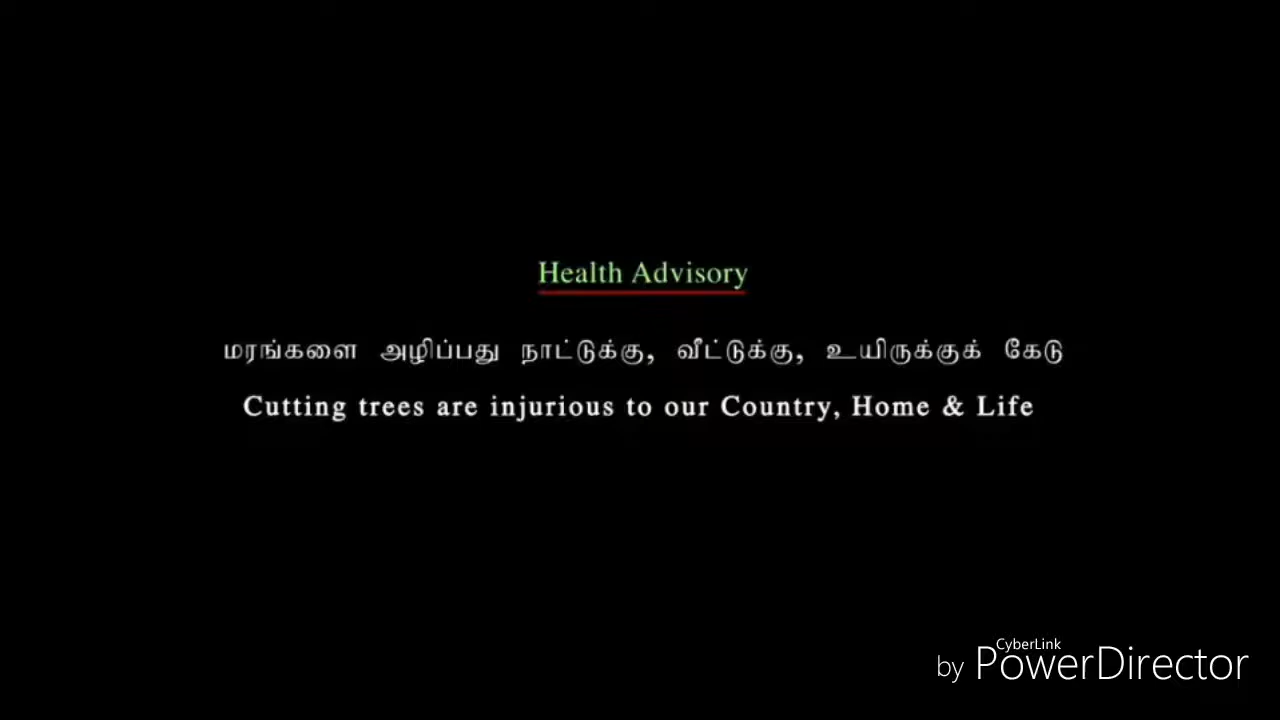 Health Advisory
மரங்களை அழிப்பது நாட்டுக்கு, வீட்டுக்கு, உயிருக்குக் கேடு
Cutting trees are injurious to our Country, Home & Life
CyberLink
by PowerDirector